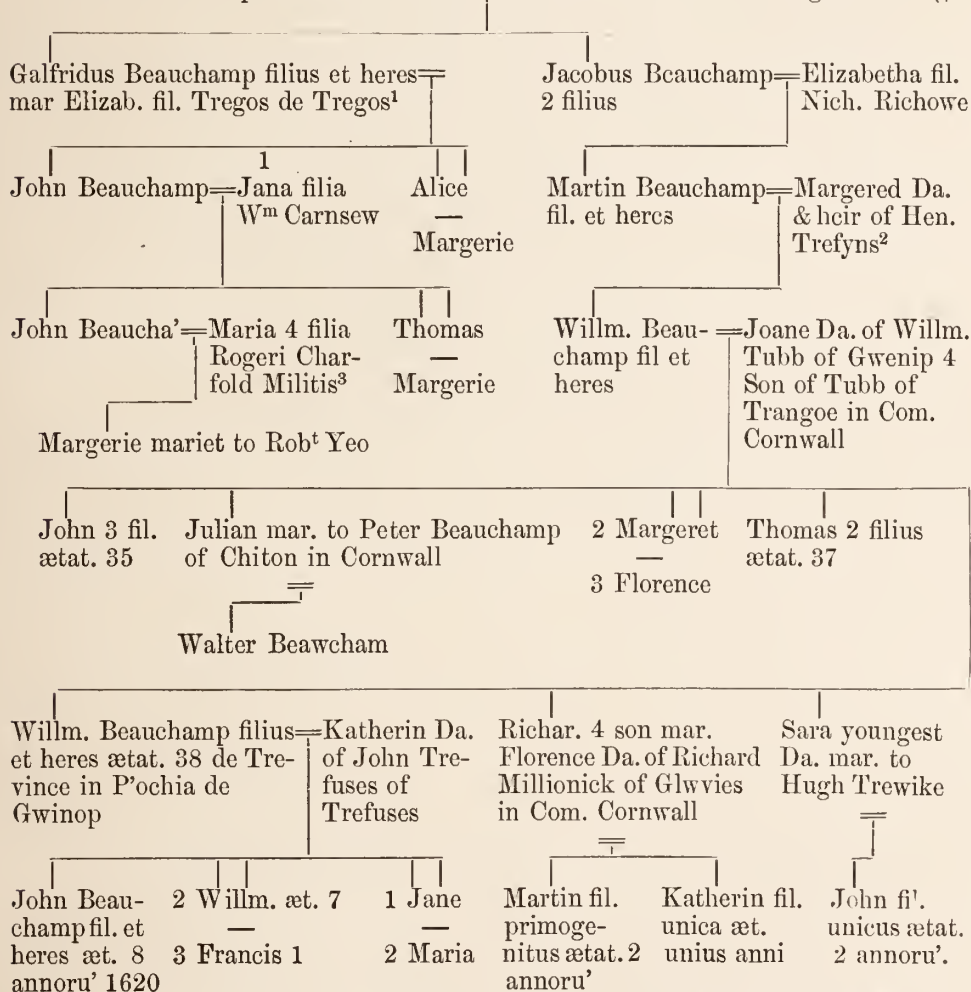 Galfridus Beauchamp filius et heres
mar Elizab. fil. Tregos de Tregos¹
Jacobus Beauchamp
2 filius
Elizabetha fil.
Nich. Richowe
John Beauchamp
1
Jana filia
Wᵐ Carnsew
Alice
—
Margerie
Martin Beauchamp
fil. et heres
Margered Da.
& heir of Hen.
Trefyns²
John Beaucha'
Maria 4 filia
Rogeri Char-
fold Militis³
Thomas
—
Margerie
Willm. Beau-
champ fil et
heres
Joane Da. of Willm.
Tubb of Gwenip 4
Son of Tubb of
Trangoe in Com.
Cornwall
Margerie mariet to Robᵗ Yeo
John 3 fil.
ætat. 35
Julian mar. to Peter Beauchamp
of Chiton in Cornwall
2 Margeret
—
3 Florence
Thomas 2 filius
ætat. 37
Walter Beawcham
Willm. Beauchamp filius
et heres ætat. 38 de Tre-
vince in P'ochia de
Gwinop
Katherin Da.
of John Tre-
fuses of
Trefuses
Richar. 4 son mar.
Florence Da. of Richard
Millionick of Glwvies
in Com. Cornwall
Sara youngest
Da. mar. to
Hugh Trewike
John Beau-
champ fil. et
heres æt. 8
annoru' 1620
2 Willm. æt. 7
—
3 Francis 1
1 Jane
—
2 Maria
Martin fil.
primoge-
nitus ætat. 2
annoru'
Katherin fil.
unica æt.
unius anni
John fil.
unicus ætat.
2 annoru'.